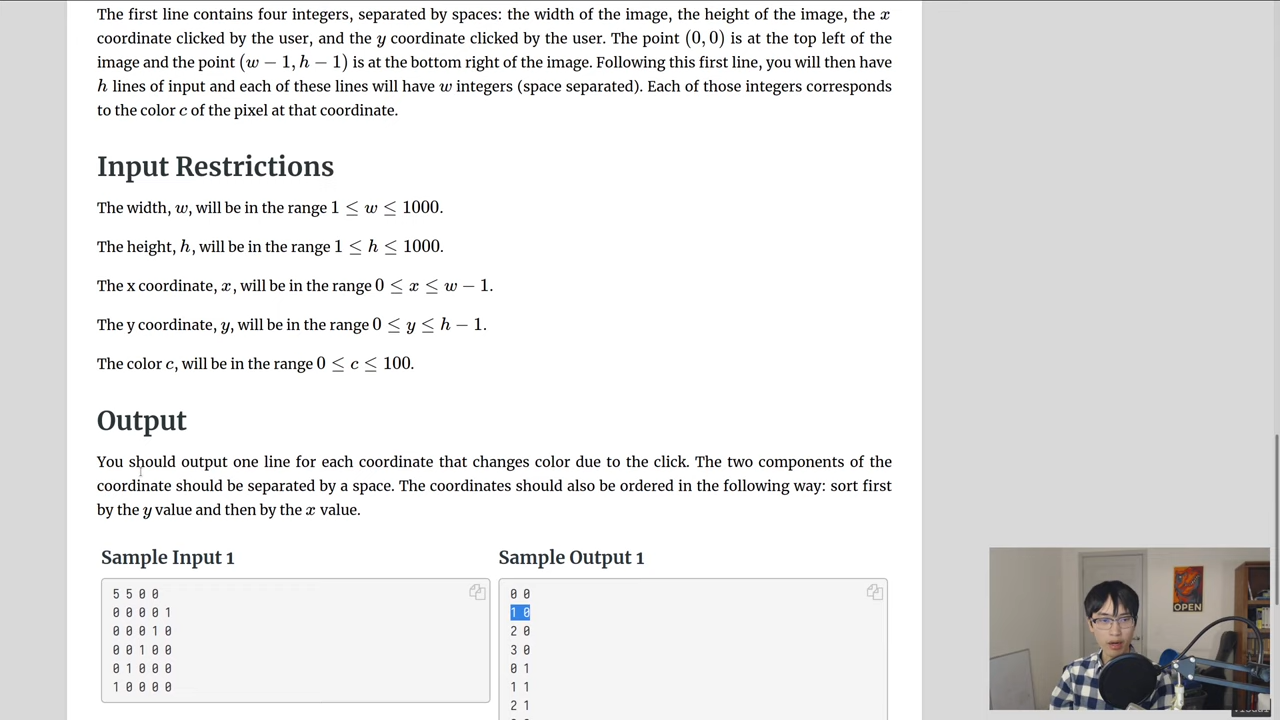 The first line contains four integers, separated by spaces: the width of the image, the height of the image, the x
coordinate clicked by the user, and the y coordinate clicked by the user. The point (0, 0) is at the top left of the
image and the point (w − 1, h − 1) is at the bottom right of the image. Following this first line, you will then have
h lines of input and each of these lines will have w integers (space separated). Each of those integers corresponds
to the color c of the pixel at that coordinate.
Input Restrictions
The width, w, will be in the range 1 ≤ w ≤ 1000.
The height, h, will be in the range 1 ≤ h ≤ 1000.
The x coordinate, x, will be in the range 0 ≤ x ≤ w − 1.
The y coordinate, y, will be in the range 0 ≤ y ≤ h − 1.
The color c, will be in the range 0 ≤ c ≤ 100.
Output
You should output one line for each coordinate that changes color due to the click. The two components of the
coordinate should be separated by a space. The coordinates should also be ordered in the following way: sort first
by the y value and then by the x value.
Sample Input 1
5 5 0 0
0 0 0 0 1
0 0 0 1 0
0 0 1 0 0
0 1 0 0 0
1 0 0 0 0
Sample Output 1
0 0
1 0
2 0
3 0
0 1
1 1
2 1
OPEN